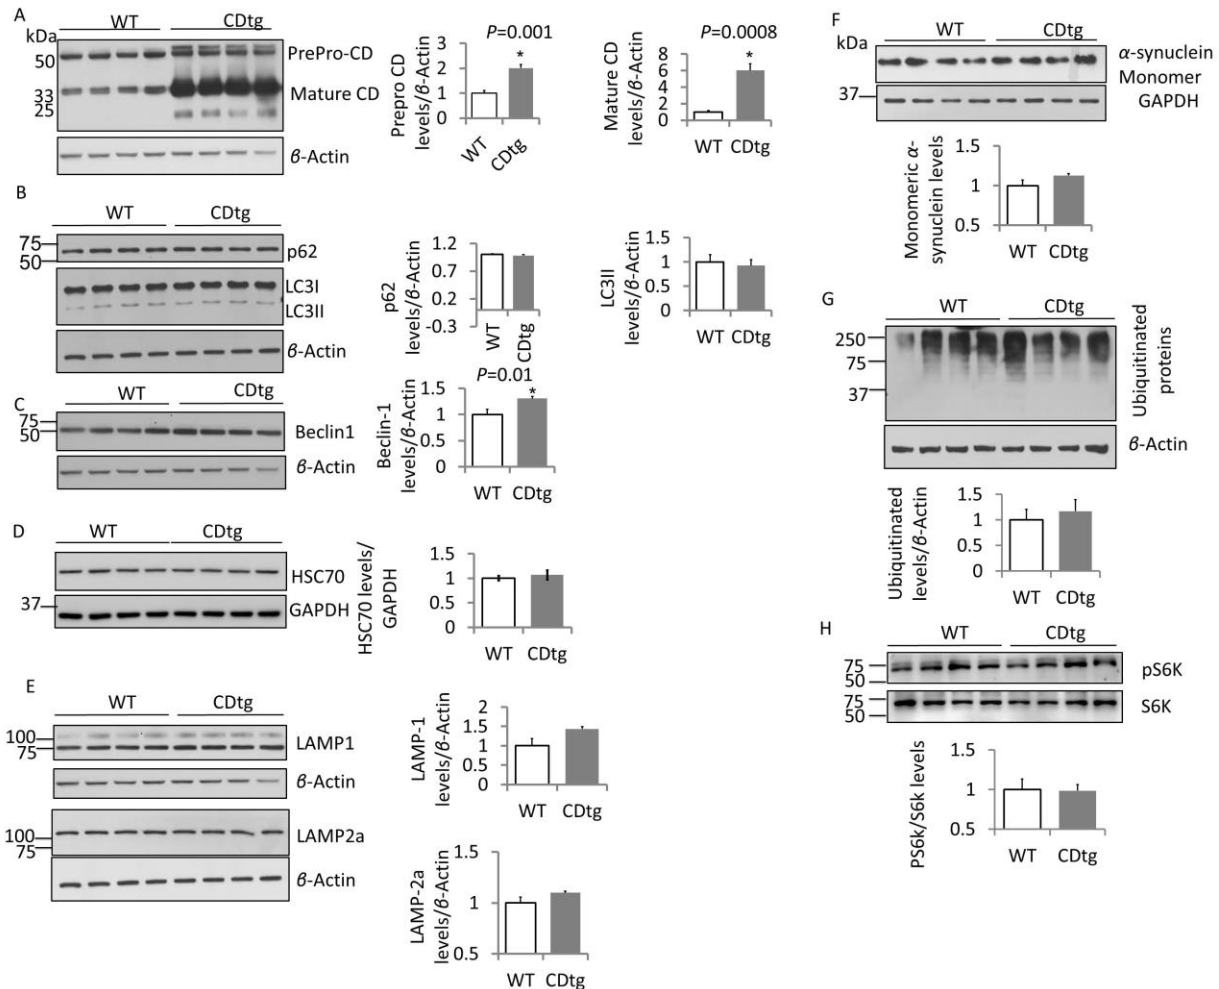 A
WT
CDtg
kDa
50
33
25
PrePro-CD
Mature CD
β-Actin
P=0.001
*
Prepro CD
levels/β-Actin
3
2
1
0
WT
CDtg
P=0.0008
*
Mature CD
levels/β-Actin
8
6
4
2
0
WT CDtg
B
WT
CDtg
75
50
p62
LC3I
LC3II
β-Actin
p62
levels/β-Actin
1.2
0.7
0.2
-0.3
WT
CDtg
LC3II
levels/β-Actin
1.5
1
0.5
0
WT CDtg
C
WT
CDtg
75
50
Beclin1
β-Actin
P=0.01
*
Beclin-1
levels/β-Actin
1.5
1
0.5
0
WT CDtg
D
WT
CDtg
HSC70
37
GAPDH
HSC70 levels/
GAPDH
1.5
1
0.5
0
WT CDtg
E
WT
CDtg
100
75
LAMP1
β-Actin
100
75
LAMP2a
β-Actin
LAMP-1
levels/β-Actin
2
1.5
1
0.5
0
WT CDtg
LAMP-2a
levels/β-Actin
1.5
1
0.5
WT CDtg
F
kDa
WT
CDtg
α-synuclein
Monomer
37
GAPDH
Monomeric α-
synuclein levels
1.5
1
0.5
WT
CDtg
G
WT
CDtg
250
75
37
Ubiquitinated
proteins
β-Actin
Ubiquitinated
levels/β-Actin
1.5
1
0.5
0
WT CDtg
H
WT
CDtg
75
50
pS6K
75
50
S6K
PS6k/S6k levels
1.5
1
0.5
WT CDtg